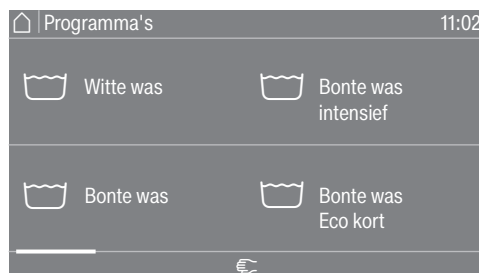 Programma's 11:02
Witte was
Bonte was
intensief
Bonte was
Bonte was
Eco kort